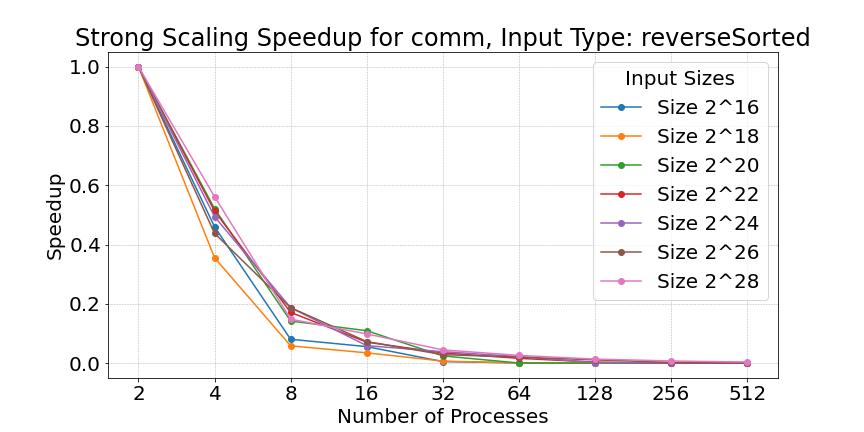 Strong Scaling Speedup for comm, Input Type: reverseSorted
1.0
0.8
0.6
0.4
0.2
0.0
Speedup
Input Sizes
Size 2^16
Size 2^18
Size 2^20
Size 2^22
Size 2^24
Size 2^26
Size 2^28
2 4 8 16 32 64 128 256 512
Number of Processes